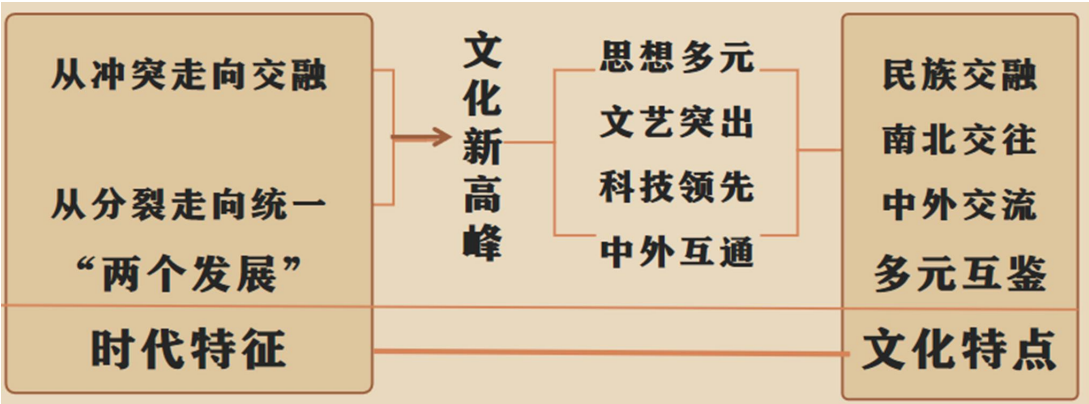 从冲突走向交融
从分裂走向统一
“两个发展”
时代特征
文化新高峰
思想多元
文艺突出
科技领先
中外互通
民族交融
南北交往
中外交流
多元互鉴
文化特点